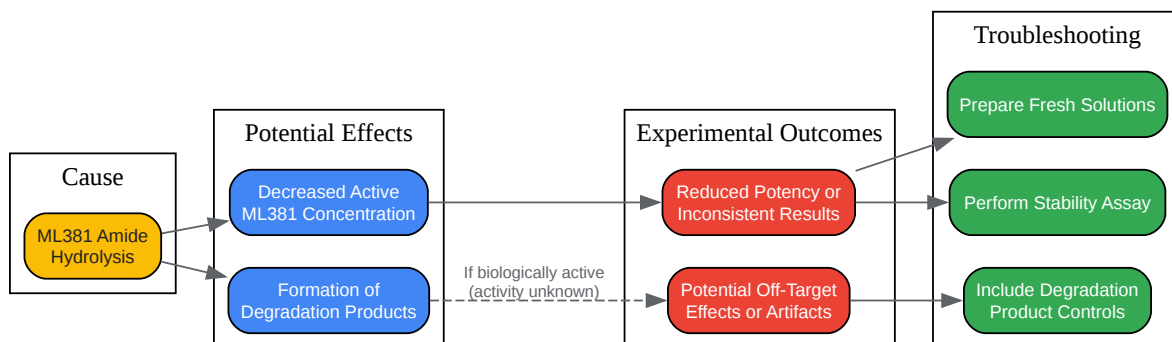 Cause
ML381 Amide
Hydrolysis
Potential Effects
Decreased Active
ML381 Concentration
Formation of
Degradation Products
If biologically active
(activity unknown)
Experimental Outcomes
Reduced Potency or
Inconsistent Results
Potential Off-Target
Effects or Artifacts
Troubleshooting
Prepare Fresh Solutions
Perform Stability Assay
Include Degradation
Product Controls